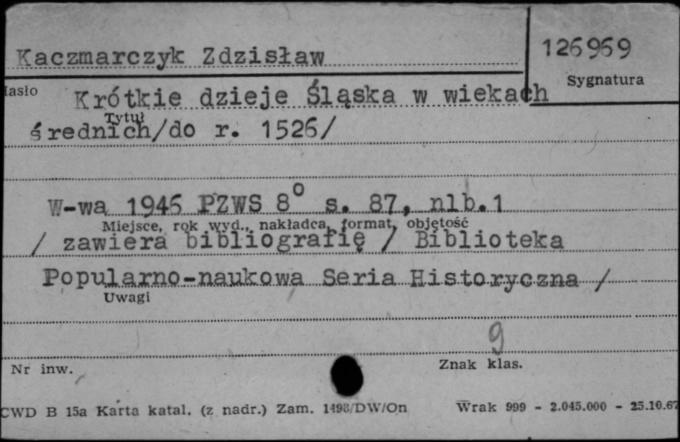 Kaczmarczyk Zdzisław
126969
Sygnatura
Hasło
Krótkie dzieje Śląska w wiekach
Tytuł
średnich/do r. 1526/
W-wa 1946 PZWS 8° s. 87, nlb.1
Miejsce, rok wyd., nakładca, format, objętość
/ zawiera bibliografię / Biblioteka
Popularno-naukowa Seria Historyczna /
Uwagi
9
Nr inw.
Znak klas.
CWD B 15a Karta katal. (z nadr.) Zam. 1498/DW/On Wrak 999 - 2.045.000 - 25.10.67